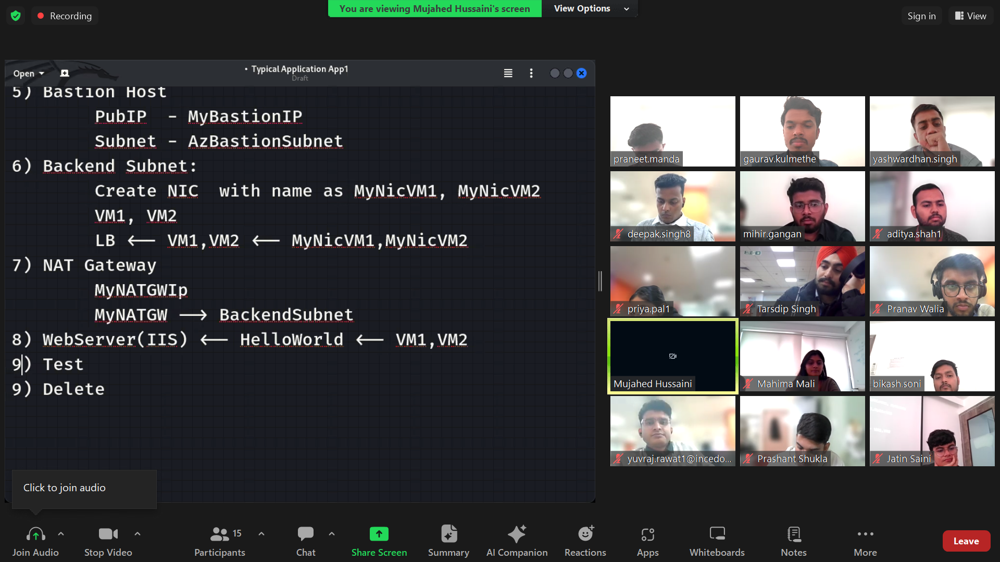 Recording
You are viewing Mujahed Hussaini's screen
View Options
Sign in
View
Open
• Typical Application App1
Draft
5) Bastion Host
PubIP - MyBastionIP
Subnet - AzBastionSubnet
6) Backend Subnet:
Create NIC with name as MyNicVM1, MyNicVM2
VM1, VM2
LB <— VM1,VM2 <— MyNicVM1,MyNicVM2
7) NAT Gateway
MyNATGWIp
MyNATGW —> BackendSubnet
8) WebServer(IIS) <— HelloWorld <— VM1,VM2
9) Test
9) Delete
praneet.manda
gaurav.kulmethe
yashwardhan.singh
deepak.singh8
mihir.gangan
aditya.shah1
priya.pal1
Tarsdip Singh
Pranav Walia
Mujahed Hussaini
Mahima Mali
bikash.soni
yuvraj.rawat1@incedo...
Prashant Shukla
Jatin Saini
Click to join audio
Join Audio
Stop Video
Participants
15
Chat
Share Screen
Summary
AI Companion
Reactions
Apps
Whiteboards
Notes
More
Leave